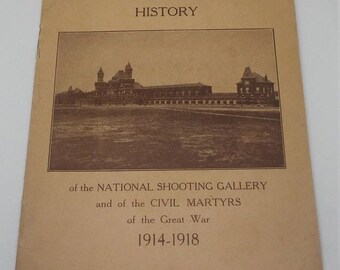 HISTORY
of the NATIONAL SHOOTING GALLERY
and of the CIVIL MARTYRS
of the Great War
1914-1918